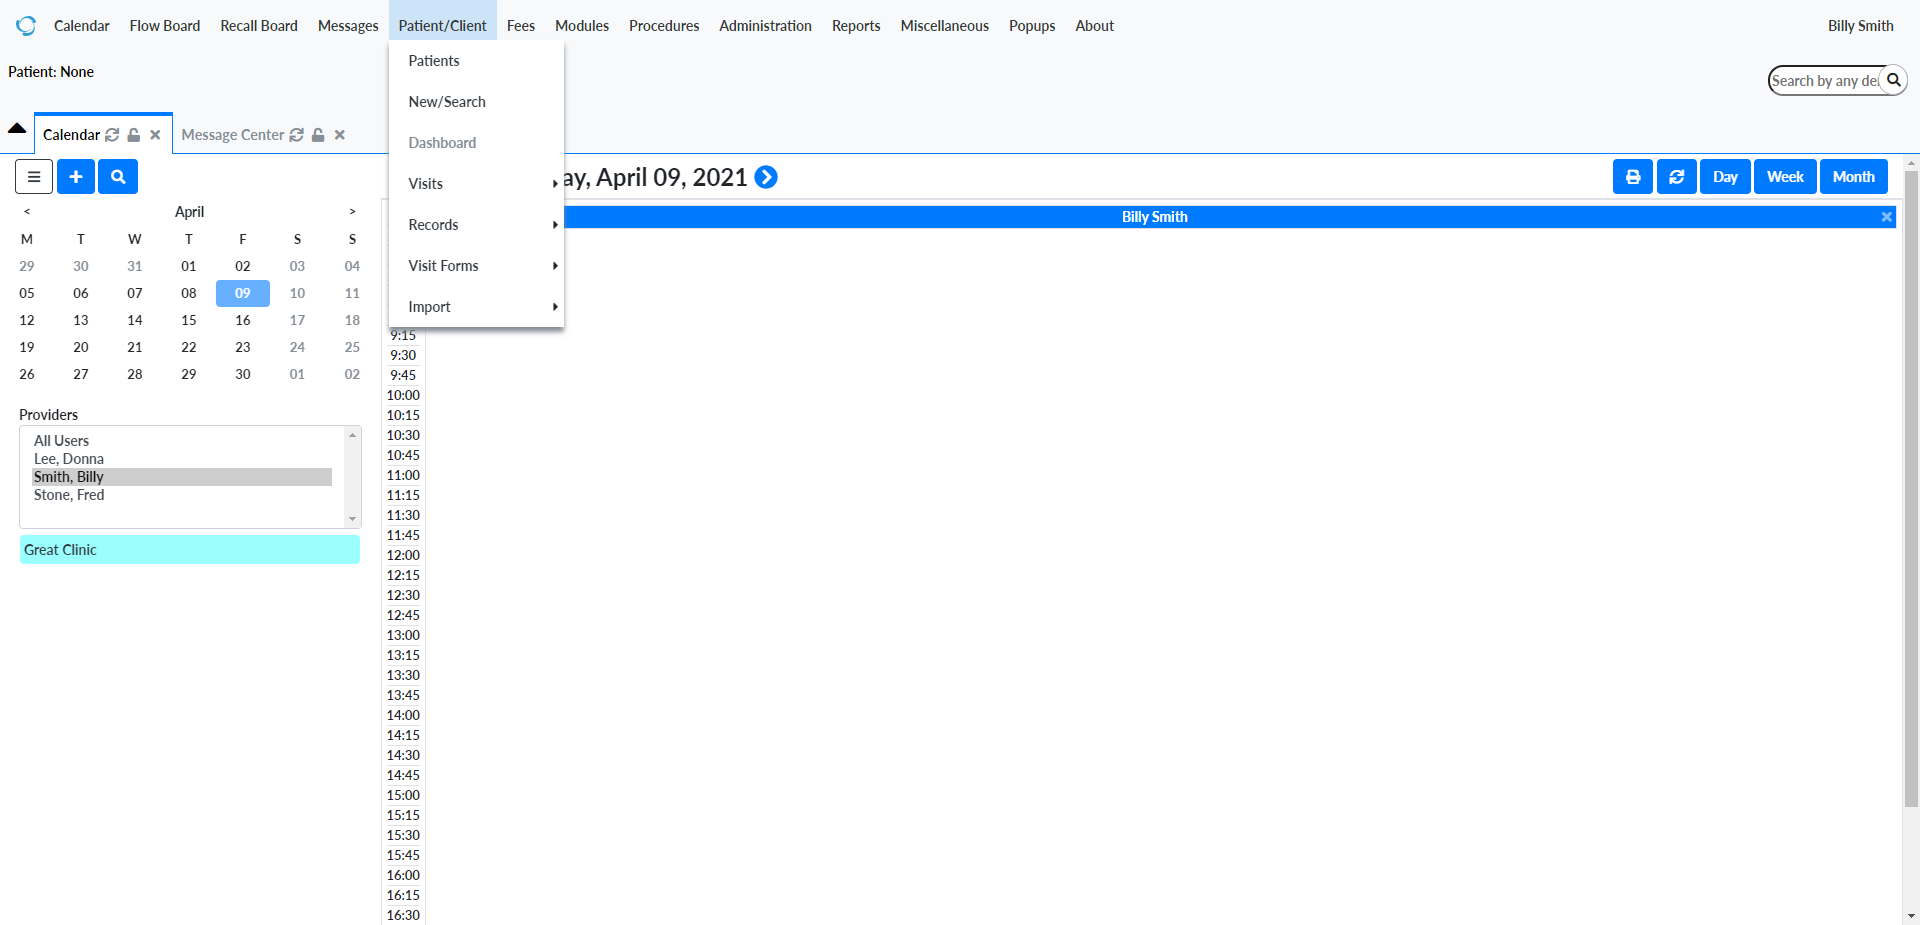 Calendar Flow Board Recall Board Messages Patient/Client Fees Modules Procedures Administration Reports Miscellaneous Popups About Billy Smith
Patients
Patient: None
Search by any de
New/Search
Calendar Message Center
Dashboard
Visits
ay, April 09, 2021
Day Week Month
< April >
Billy Smith
Records
M T W T F S S
29 30 31 01 02 03 04
Visit Forms
05 06 07 08 09 10 11
Import
12 13 14 15 16 17 18
19 20 21 22 23 24 25
26 27 28 29 30 01 02
Providers
All Users
Lee, Donna
Smith, Billy
Stone, Fred
Great Clinic
9:15
9:30
9:45
10:00
10:15
10:30
10:45
11:00
11:15
11:30
11:45
12:00
12:15
12:30
12:45
13:00
13:15
13:30
13:45
14:00
14:15
14:30
14:45
15:00
15:15
15:30
15:45
16:00
16:15
16:30